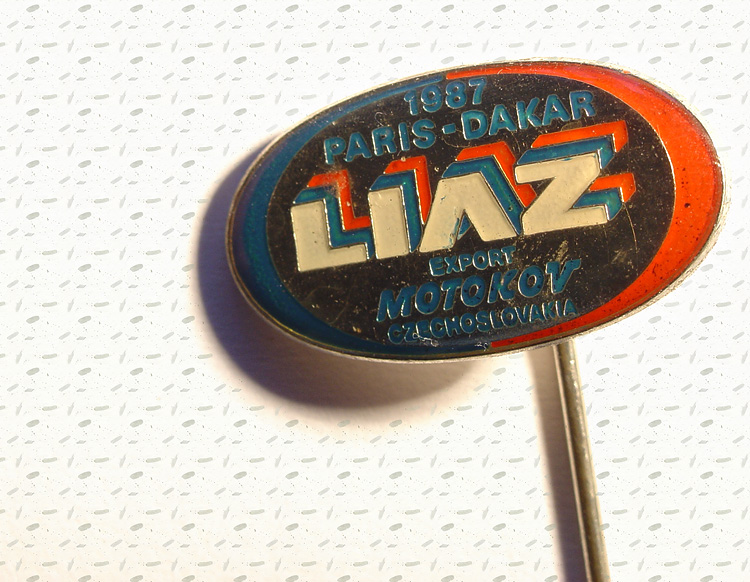 1987
PARIS-DAKAR
LIAZ
EXPORT
MOTOKOV
CZECHOSLOVAKIA